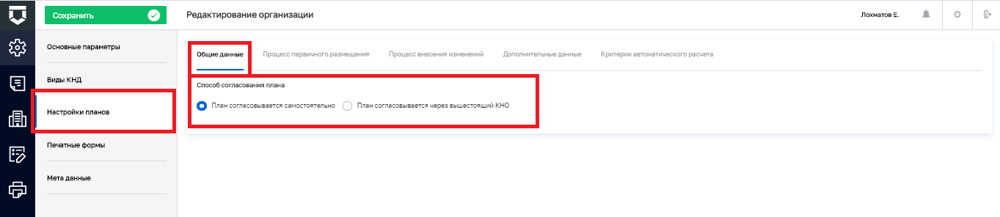 Сохранить
Редактирование организации
Лохматов Е.
Основные параметры
Виды КНД
Настройки планов
Печатные формы
Мета данные
Общие данные
Процесс первичного размещения
Процесс внесения изменений
Дополнительные данные
Критерии автоматического расчета
Способ согласования плана
План согласовывается самостоятельно
План согласовывается через вышестоящий КНО